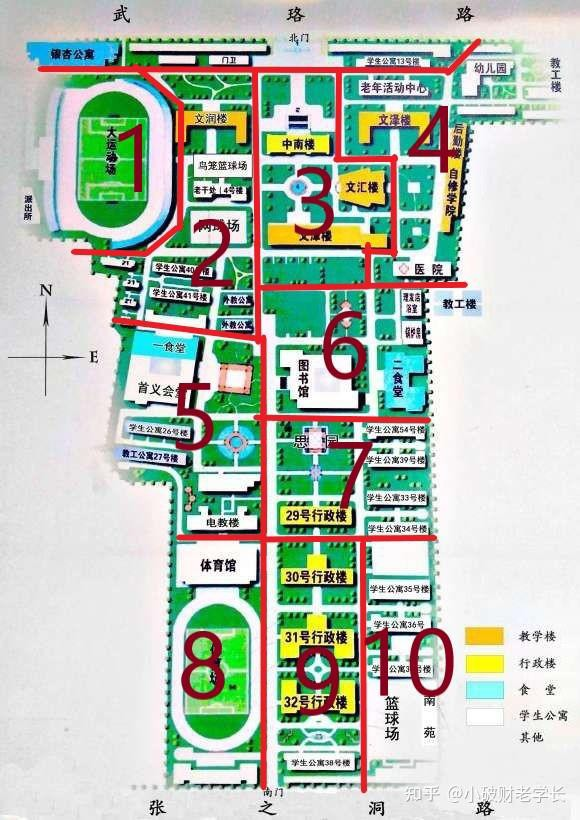 武 珞 路
北门
银杏公寓
门卫
学生公寓13号楼
幼儿园
教工楼
老年活动中心
大运动场
1
文润楼
中南楼
文泽楼
4
后勤楼
自修学院
鸟笼篮球场
老干处
4号楼
3
文汇楼
派出所
网球场
2
医院
学生公寓40号楼
学生公寓41号楼
外教公寓
外教公寓
理发店
浴室
锅炉房
教工楼
N
E
一食堂
首义会堂
6
图书馆
二食堂
5
学生公寓26号楼
教工公寓27号楼
思 园
学生公寓54号楼
学生公寓39号楼
7
学生公寓33号楼
29号行政楼
学生公寓34号楼
电教楼
体育馆
30号行政楼
学生公寓35号楼
8
31号行政楼
学生公寓36号
9
10
32号行政楼
篮球场
南苑
学生公寓38号楼
教学楼
行政楼
食 堂
学生公寓
其他
南门
张 之 洞 路
知乎 @小破财老学长